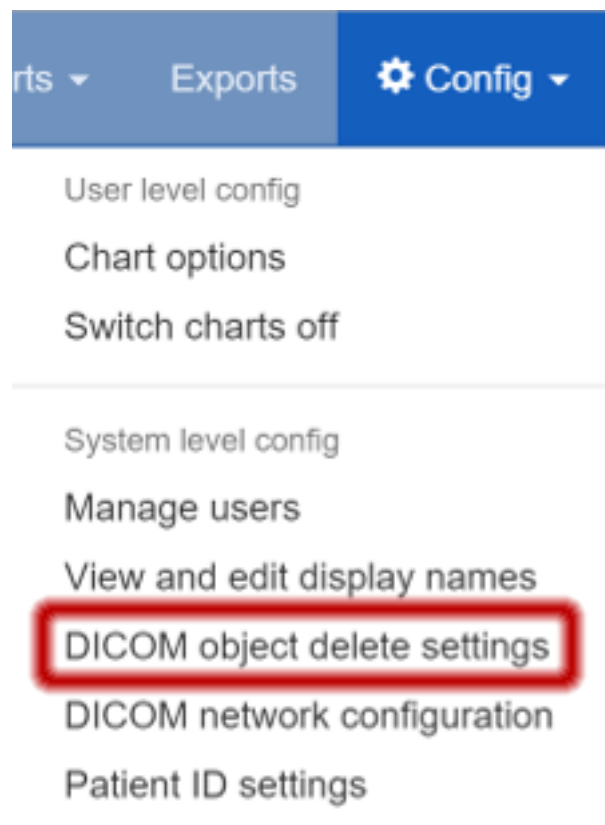 rts Exports Config
User level config
Chart options
Switch charts off
System level config
Manage users
View and edit display names
DICOM object delete settings
DICOM network configuration
Patient ID settings